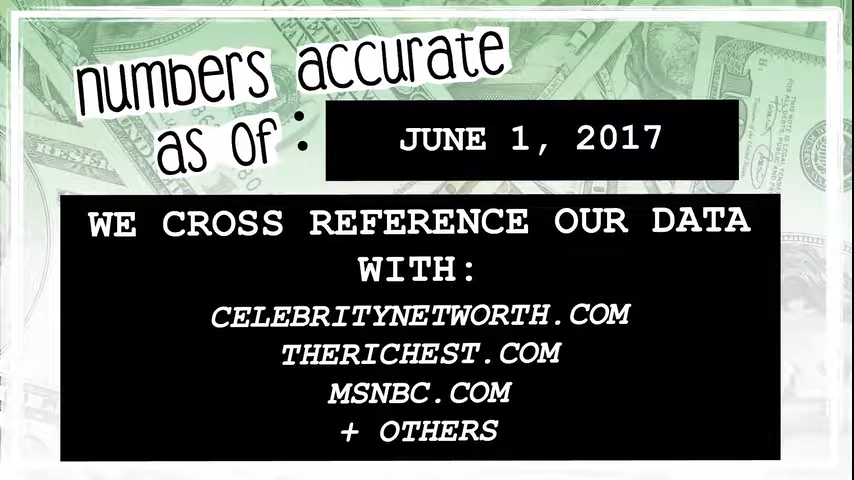 numbers accurate
as of:
JUNE 1, 2017
WE CROSS REFERENCE OUR DATA
WITH:
CELEBRITYNETWORTH.COM
THERICHEST.COM
MSNBC.COM
+ OTHERS